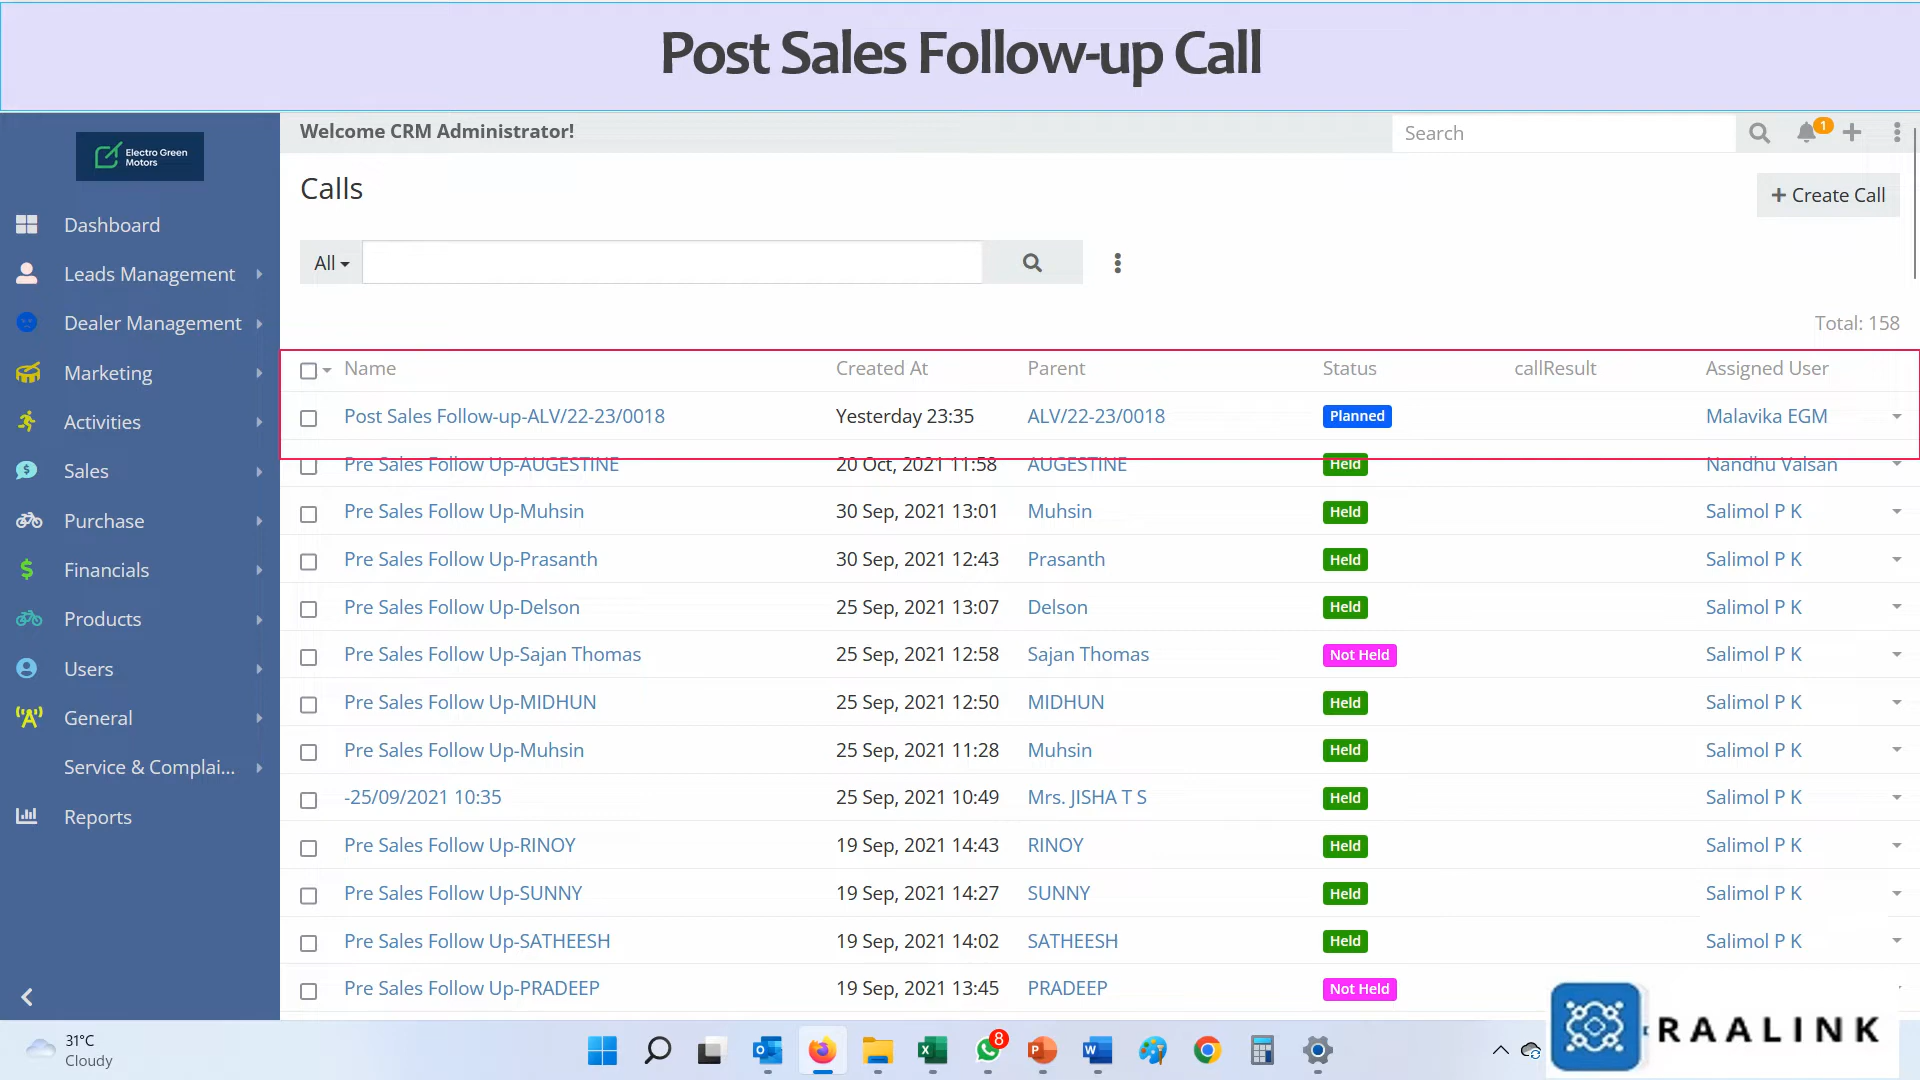 Post Sales Follow-up Call
Electro Green
Motors
Welcome CRM Administrator!
Search
1
Calls
+ Create Call
All
Total: 158
Dashboard
Leads Management
Dealer Management
Marketing
Activities
Sales
Purchase
Financials
Products
Users
General
Service & Complai...
Reports
Name Created At Parent Status callResult Assigned User
Post Sales Follow-up-ALV/22-23/0018 Yesterday 23:35 ALV/22-23/0018 Planned Malavika EGM
Pre Sales Follow Up-AUGESTINE 20 Oct, 2021 11:58 AUGESTINE Held Nandhu Valsan
Pre Sales Follow Up-Muhsin 30 Sep, 2021 13:01 Muhsin Held Salimol P K
Pre Sales Follow Up-Prasanth 30 Sep, 2021 12:43 Prasanth Held Salimol P K
Pre Sales Follow Up-Delson 25 Sep, 2021 13:07 Delson Held Salimol P K
Pre Sales Follow Up-Sajan Thomas 25 Sep, 2021 12:58 Sajan Thomas Not Held Salimol P K
Pre Sales Follow Up-MIDHUN 25 Sep, 2021 12:50 MIDHUN Held Salimol P K
Pre Sales Follow Up-Muhsin 25 Sep, 2021 11:28 Muhsin Held Salimol P K
-25/09/2021 10:35 25 Sep, 2021 10:49 Mrs. JISHA T S Held Salimol P K
Pre Sales Follow Up-RINOY 19 Sep, 2021 14:43 RINOY Held Salimol P K
Pre Sales Follow Up-SUNNY 19 Sep, 2021 14:27 SUNNY Held Salimol P K
Pre Sales Follow Up-SATHEESH 19 Sep, 2021 14:02 SATHEESH Held Salimol P K
Pre Sales Follow Up-PRADEEP 19 Sep, 2021 13:45 PRADEEP Not Held
31°C
Cloudy
8
RAALINK